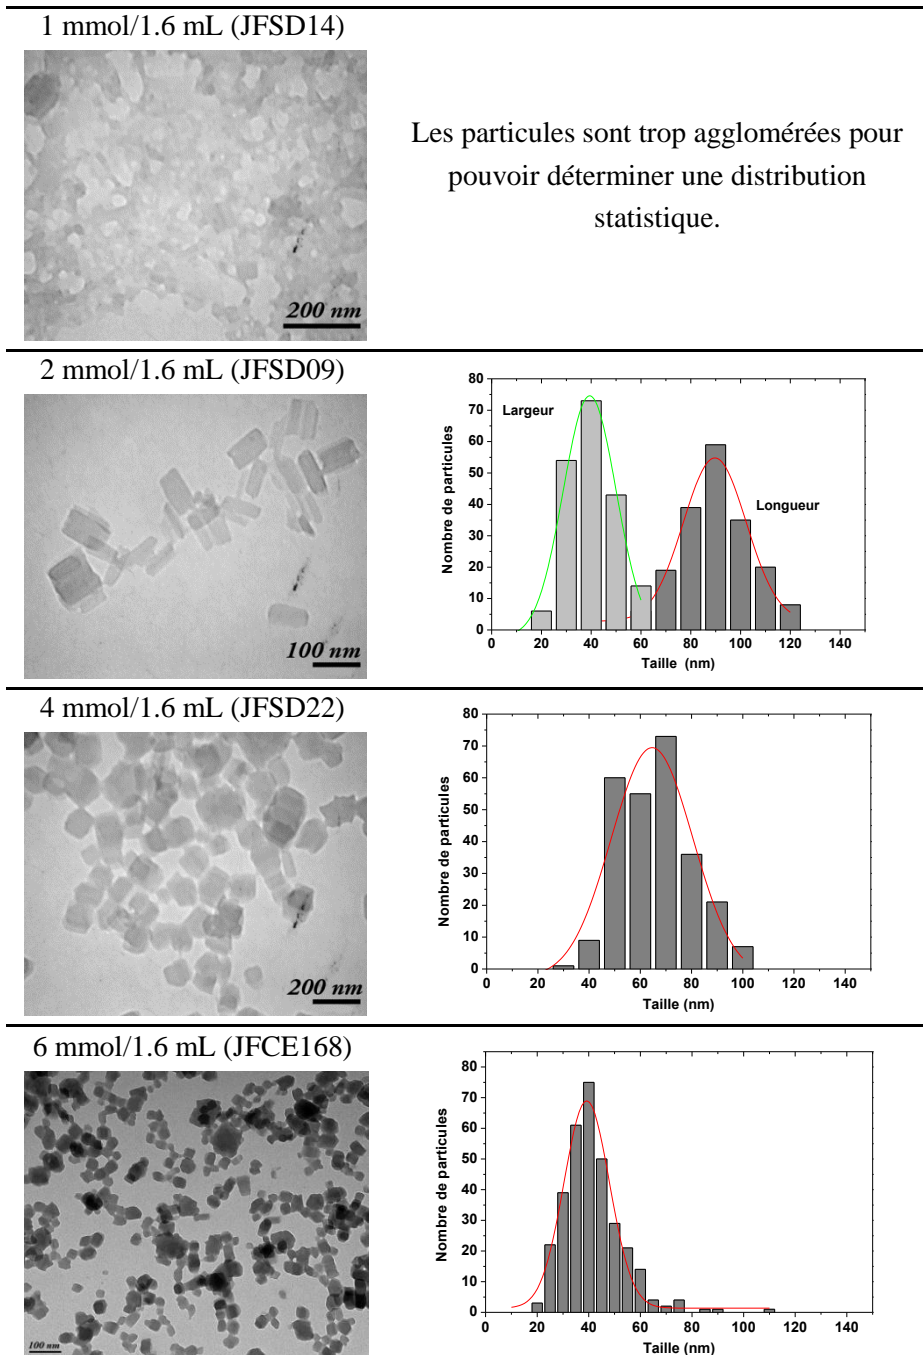 1 mmol/1.6 mL (JFSD14)
200 nm
Les particules sont trop agglomérées pour
pouvoir déterminer une distribution
statistique.
2 mmol/1.6 mL (JFSD09)
100 nm
80
70
60
50
40
30
20
10
0
Nombre de particules
Largeur
Longueur
0 20 40 60 80 100 120 140
Taille (nm)
4 mmol/1.6 mL (JFSD22)
200 nm
80
70
60
50
40
30
20
10
0
Nombre de particules
0 20 40 60 80 100 120 140
Taille (nm)
6 mmol/1.6 mL (JFCE168)
100 nm
80
70
60
50
40
30
20
10
0
Nombre de particules
0 20 40 60 80 100 120 140
Taille (nm)